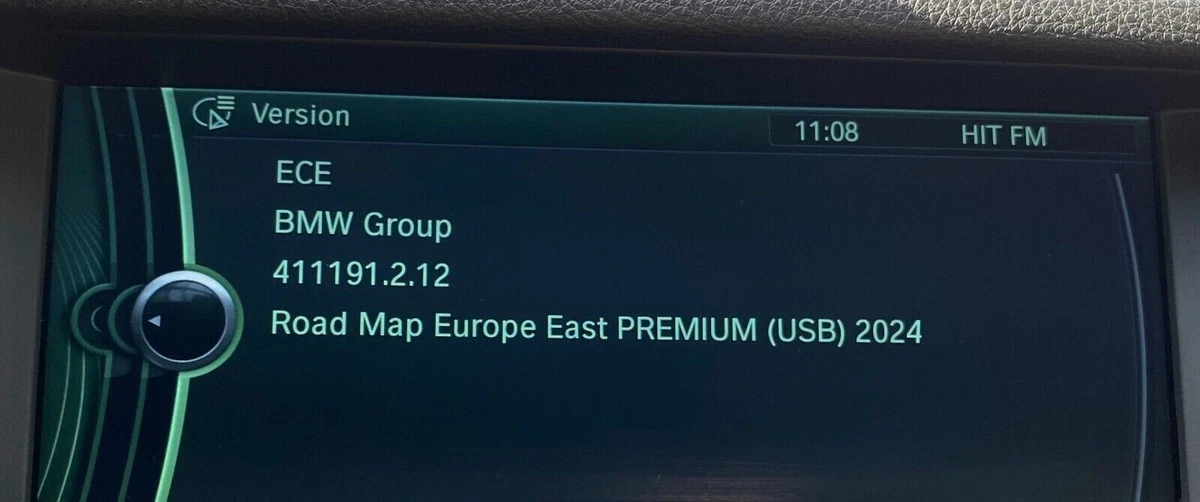 Version
11:08 HIT FM
ECE
BMW Group
411191.2.12
Road Map Europe East PREMIUM (USB) 2024